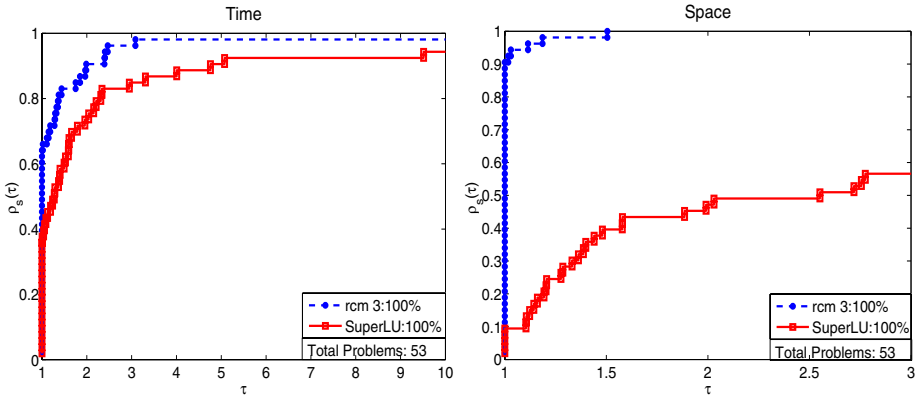 Time
1
0.8
0.6
0.4
0.2
0
ρs(τ)
1 2 3 4 5 6 7 8 9 10
τ
rcm 3:100%
SuperLU:100%
Total Problems: 53
Space
1
0.9
0.8
0.7
0.6
0.5
0.4
0.3
0.2
0.1
0
ρs(τ)
1 1.5 2 2.5 3
τ
rcm 3:100%
SuperLU:100%
Total Problems: 53